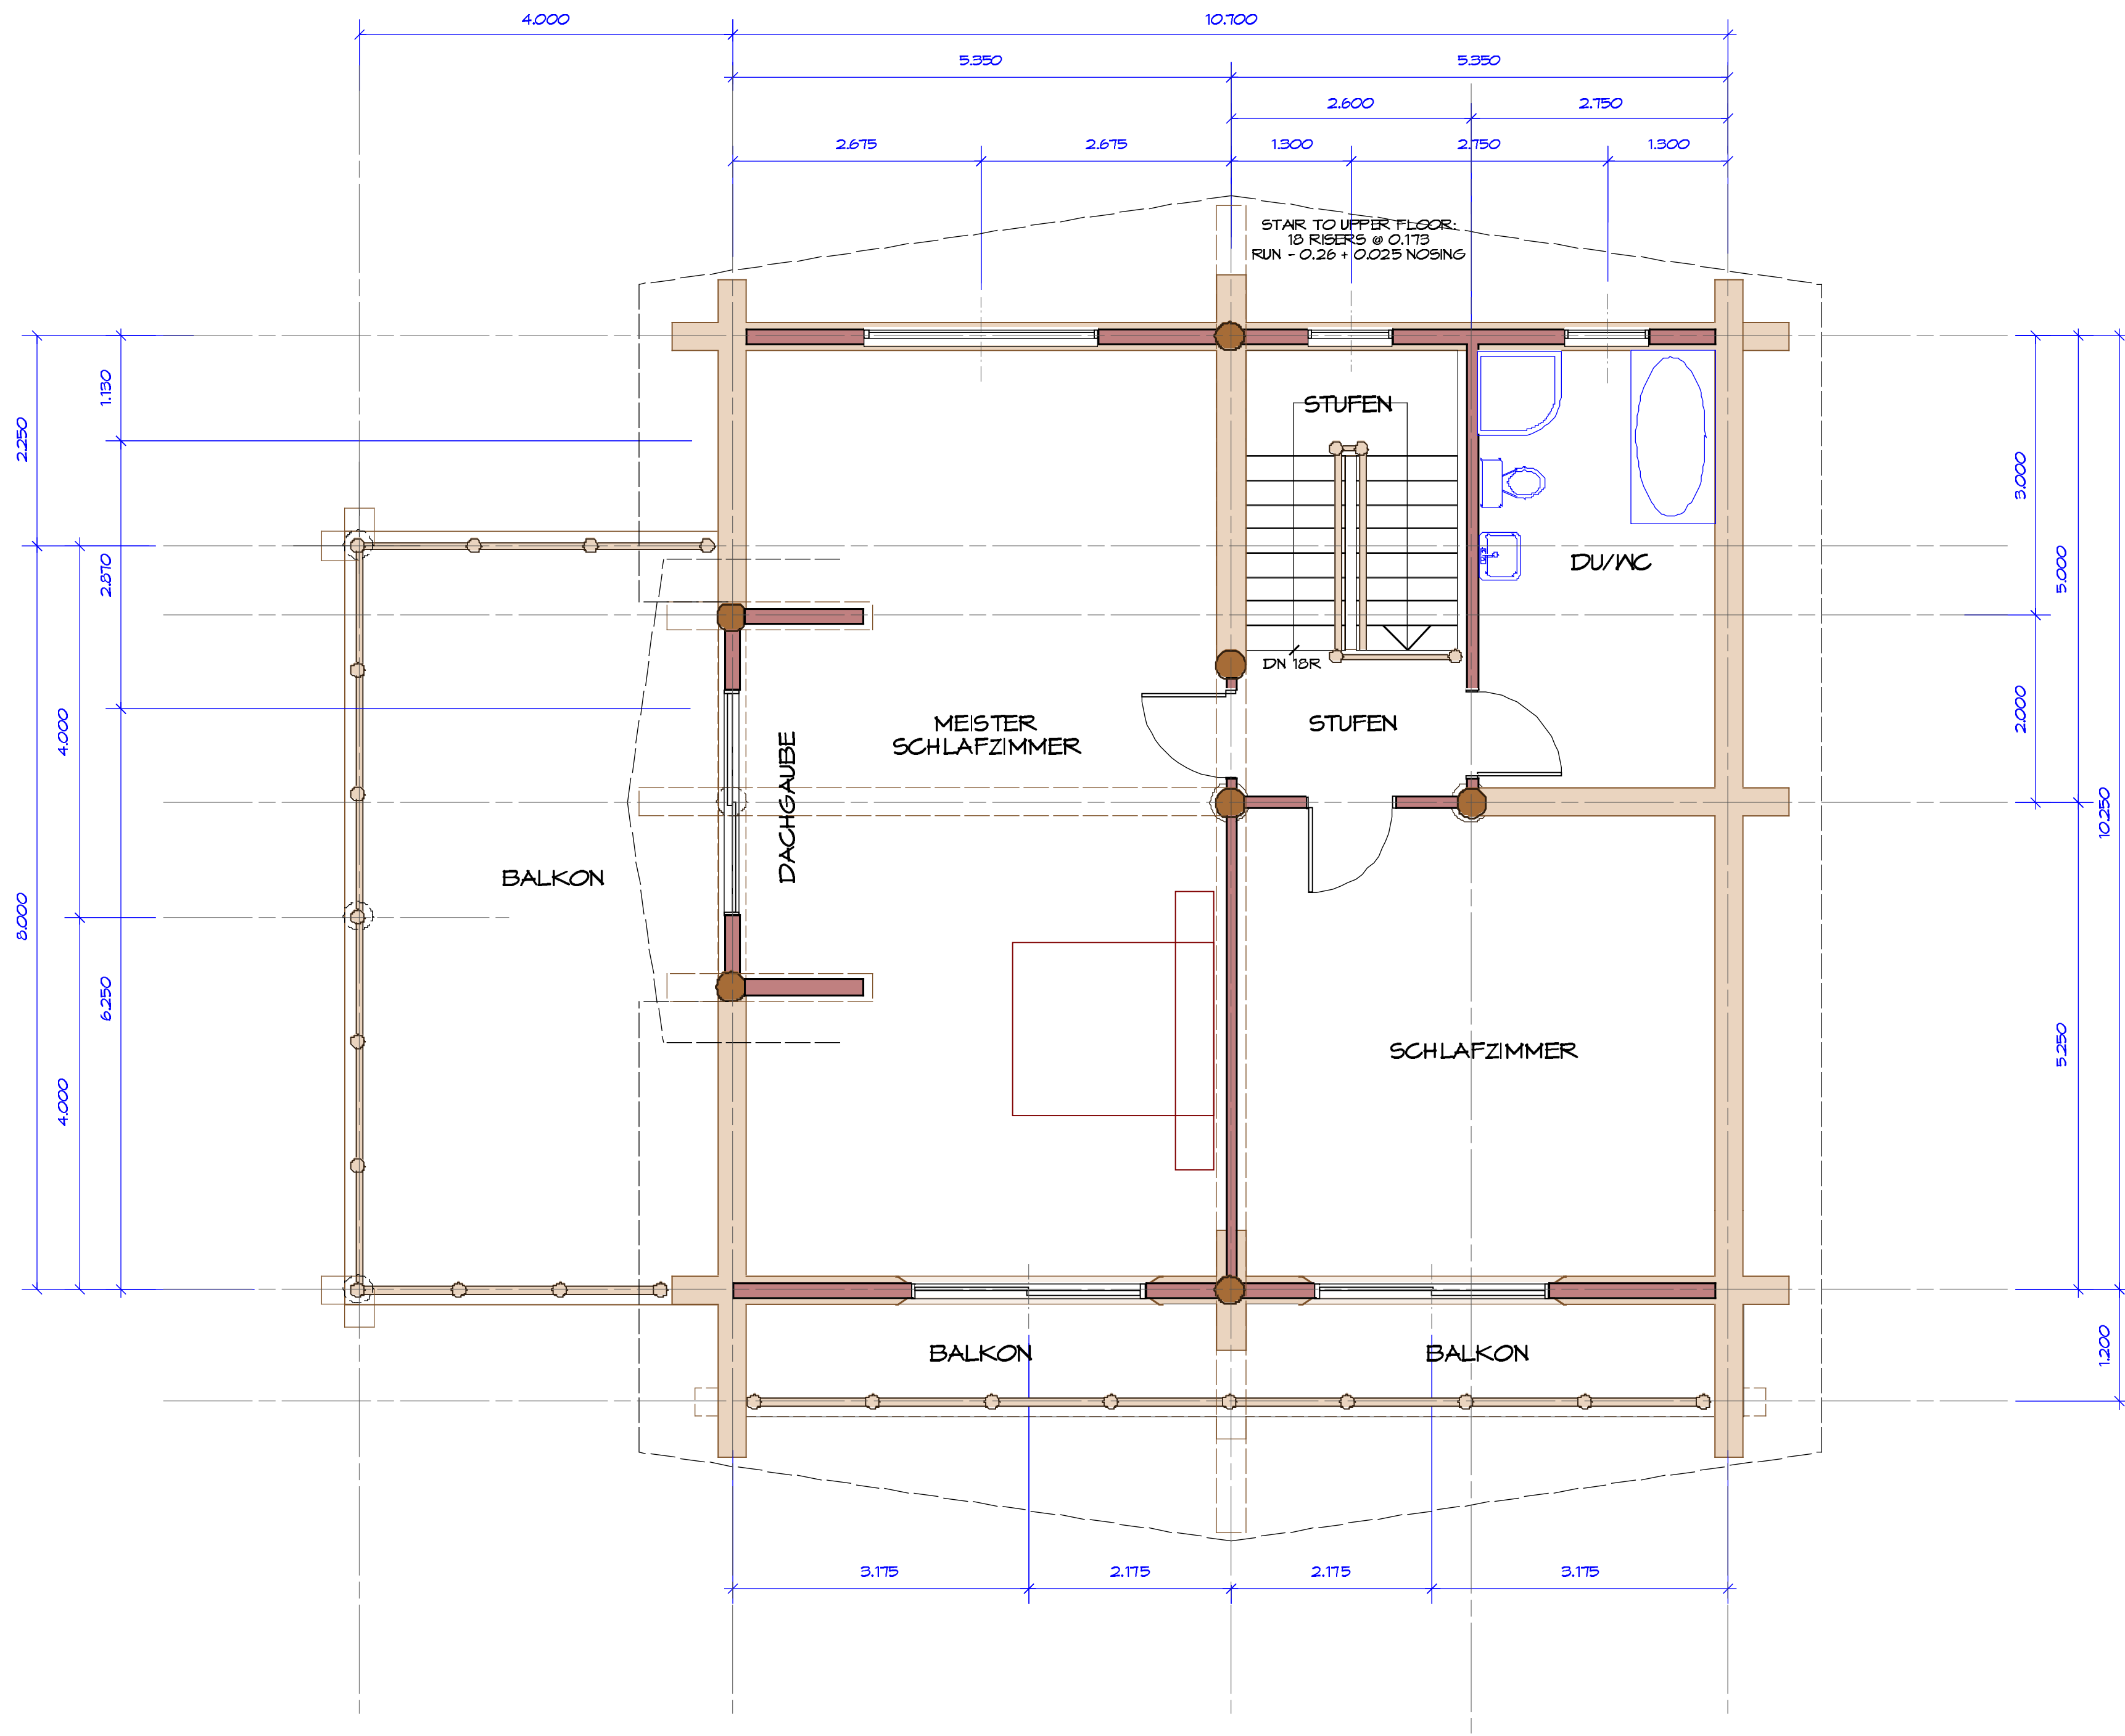 4.000
10.700
5.350
5.350
2.600
2.750
2.675
2.675
1.300
2.750
1.300
STAIR TO UPPER FLOOR:
18 RISERS @ 0.173
RUN - 0.26 + 0.025 NOSING
STUFEN
DU/WC
DN 18R
MEISTER
SCHLAFZIMMER
STUFEN
DACHGAUBE
BALKON
SCHLAFZIMMER
BALKON
BALKON
2.250
8.000
4.000
4.000
1.130
2.870
6.250
3.000
2.000
5.000
5.250
10.250
1.200
3.175
2.175
2.175
3.175